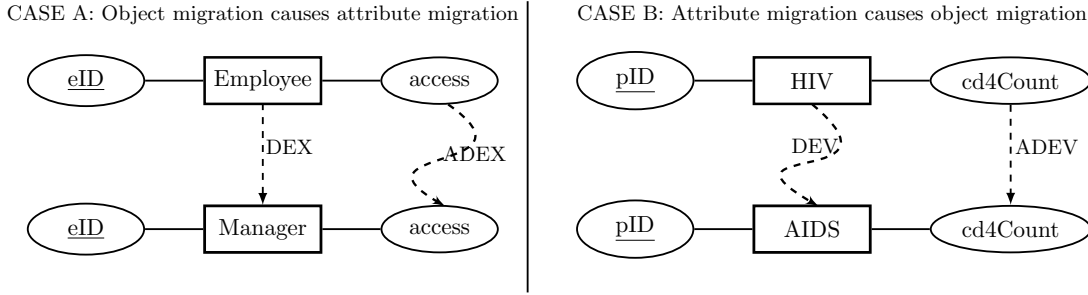 CASE A: Object migration causes attribute migration
eID
Employee
access
DEX
ADEX
eID
Manager
access
CASE B: Attribute migration causes object migration
pID
HIV
cd4Count
DEV
ADEV
pID
AIDS
cd4Count